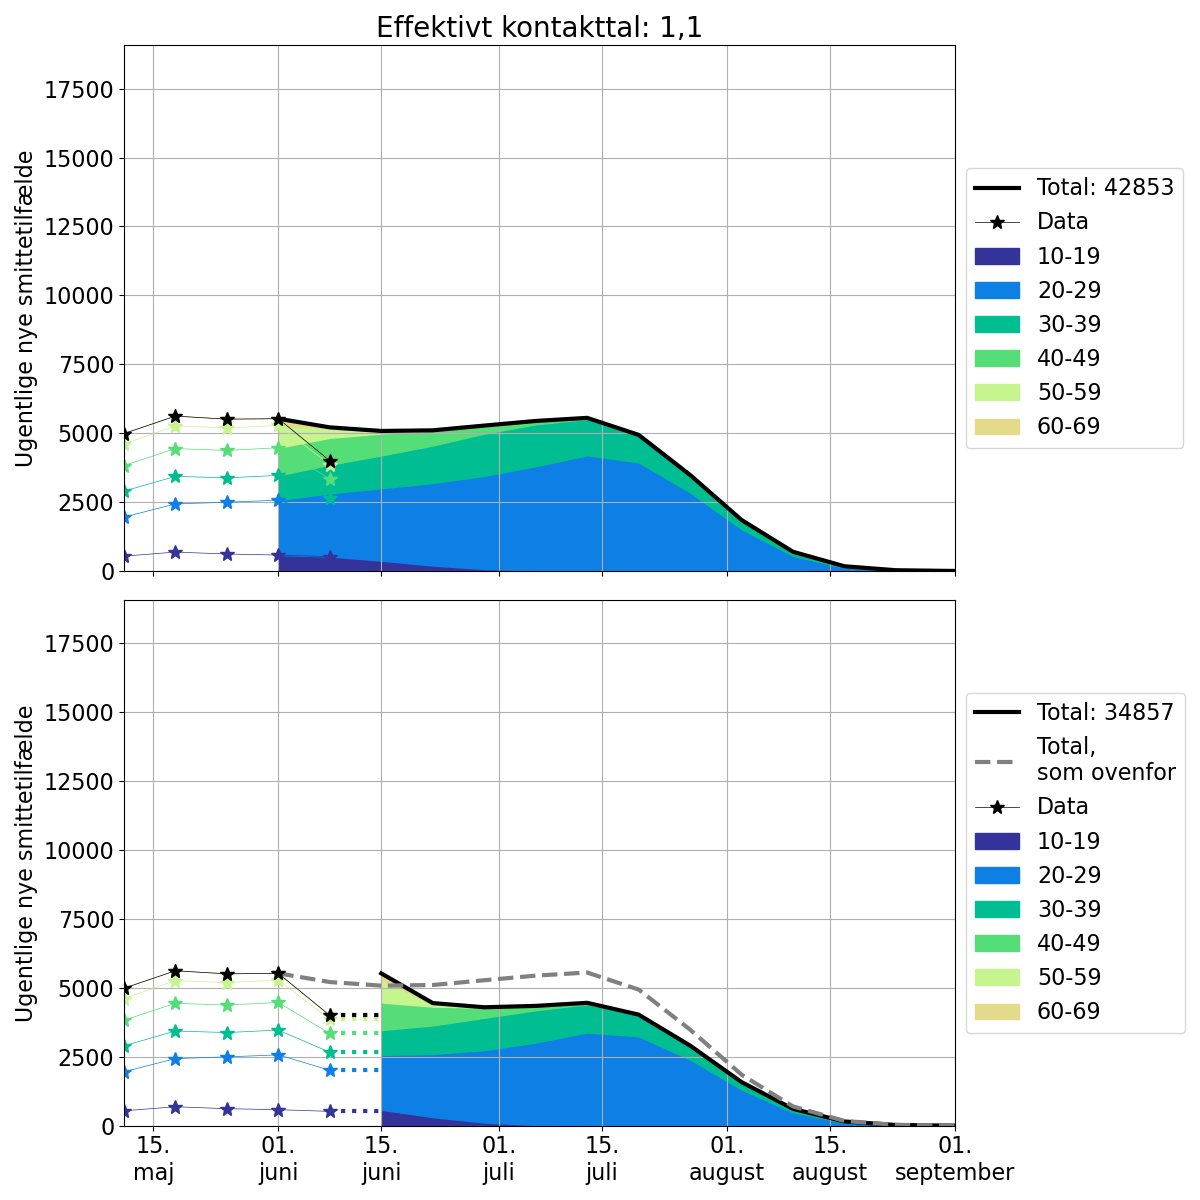 Effektivt kontakttal: 1,1
Ugentlige nye smittetilfælde
17500
15000
12500
10000
7500
5000
2500
0
Total: 42853
Data
10-19
20-29
30-39
40-49
50-59
60-69
Ugentlige nye smittetilfælde
17500
15000
12500
10000
7500
5000
2500
0
15.
maj
01.
juni
15.
juni
01.
juli
15.
juli
01.
august
15.
august
01.
september
Total: 34857
Total,
som ovenfor
Data
10-19
20-29
30-39
40-49
50-59
60-69